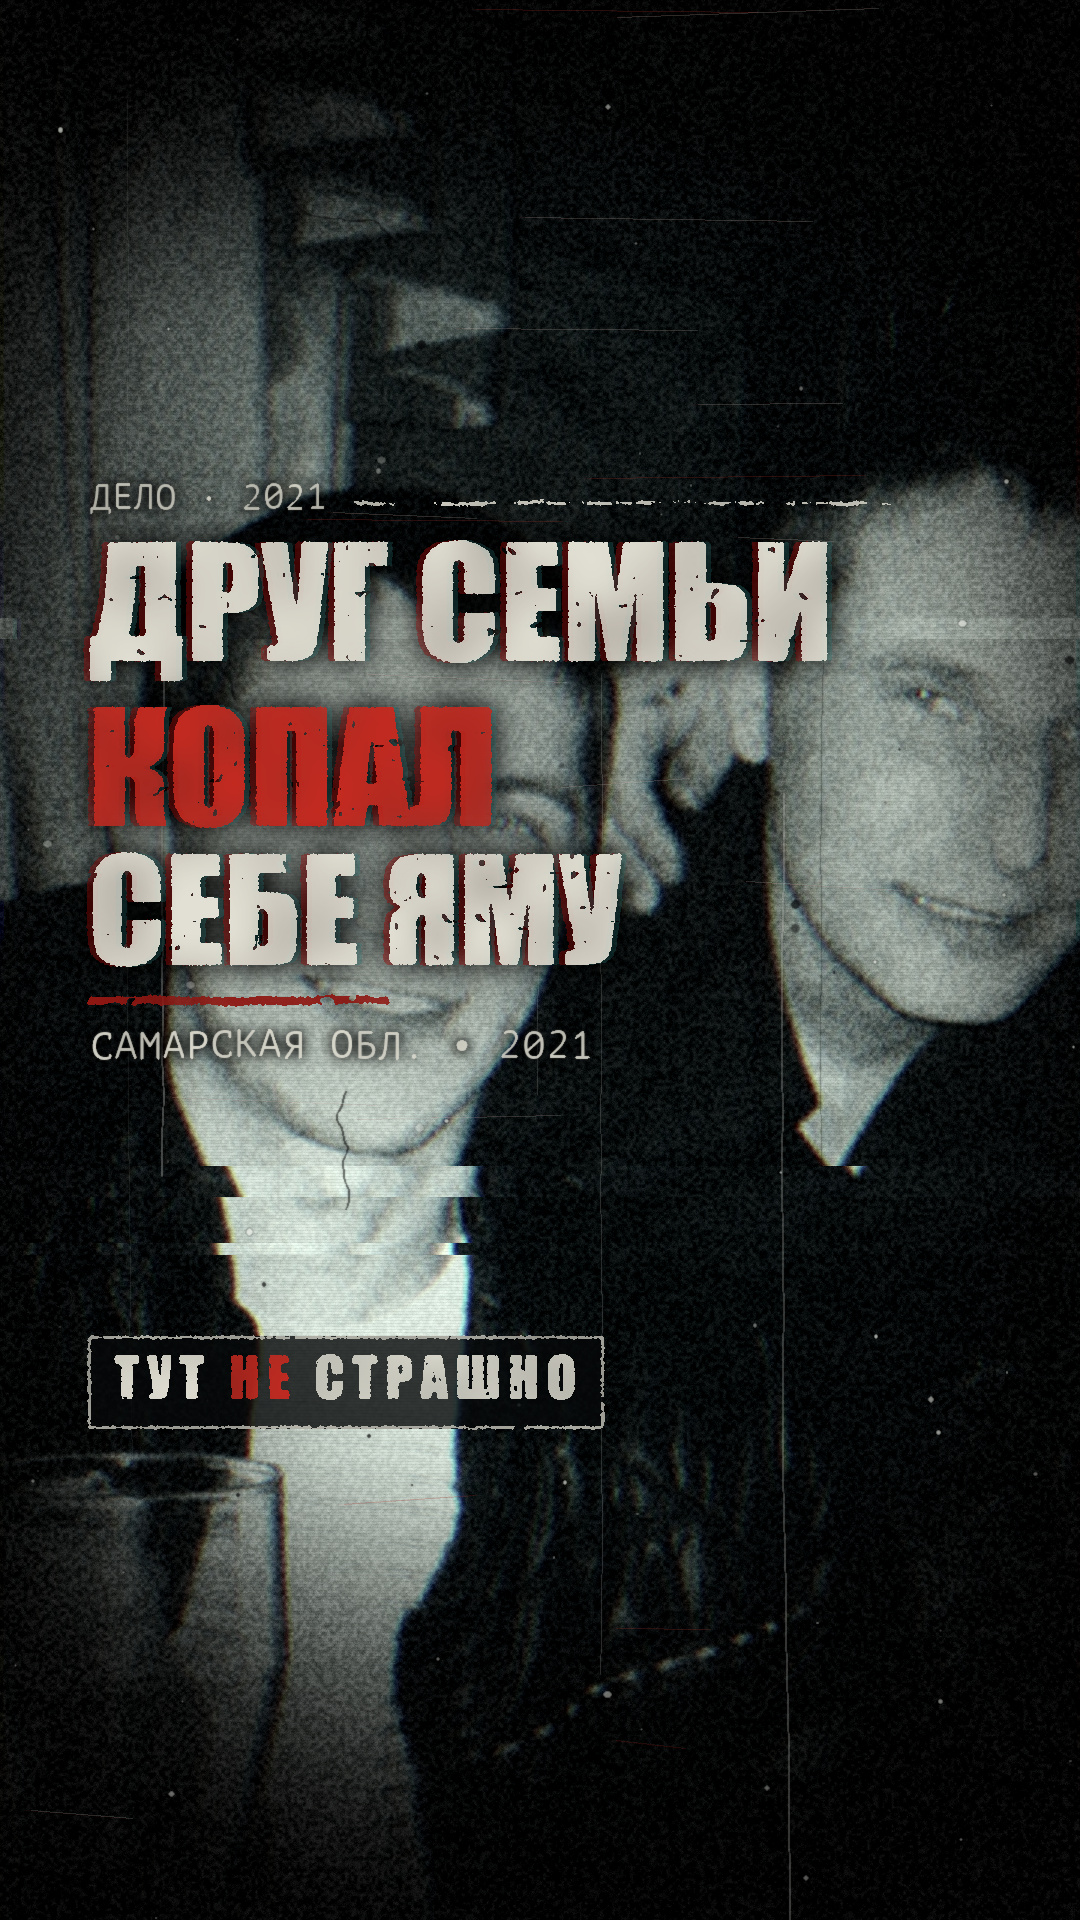 ДЕЛО · 2021
ДРУГ СЕМЬИ
КОПАЛ
СЕБЕ ЯМУ
САМАРСКАЯ ОБЛ. • 2021
ТУТ НЕ СТРАШНО